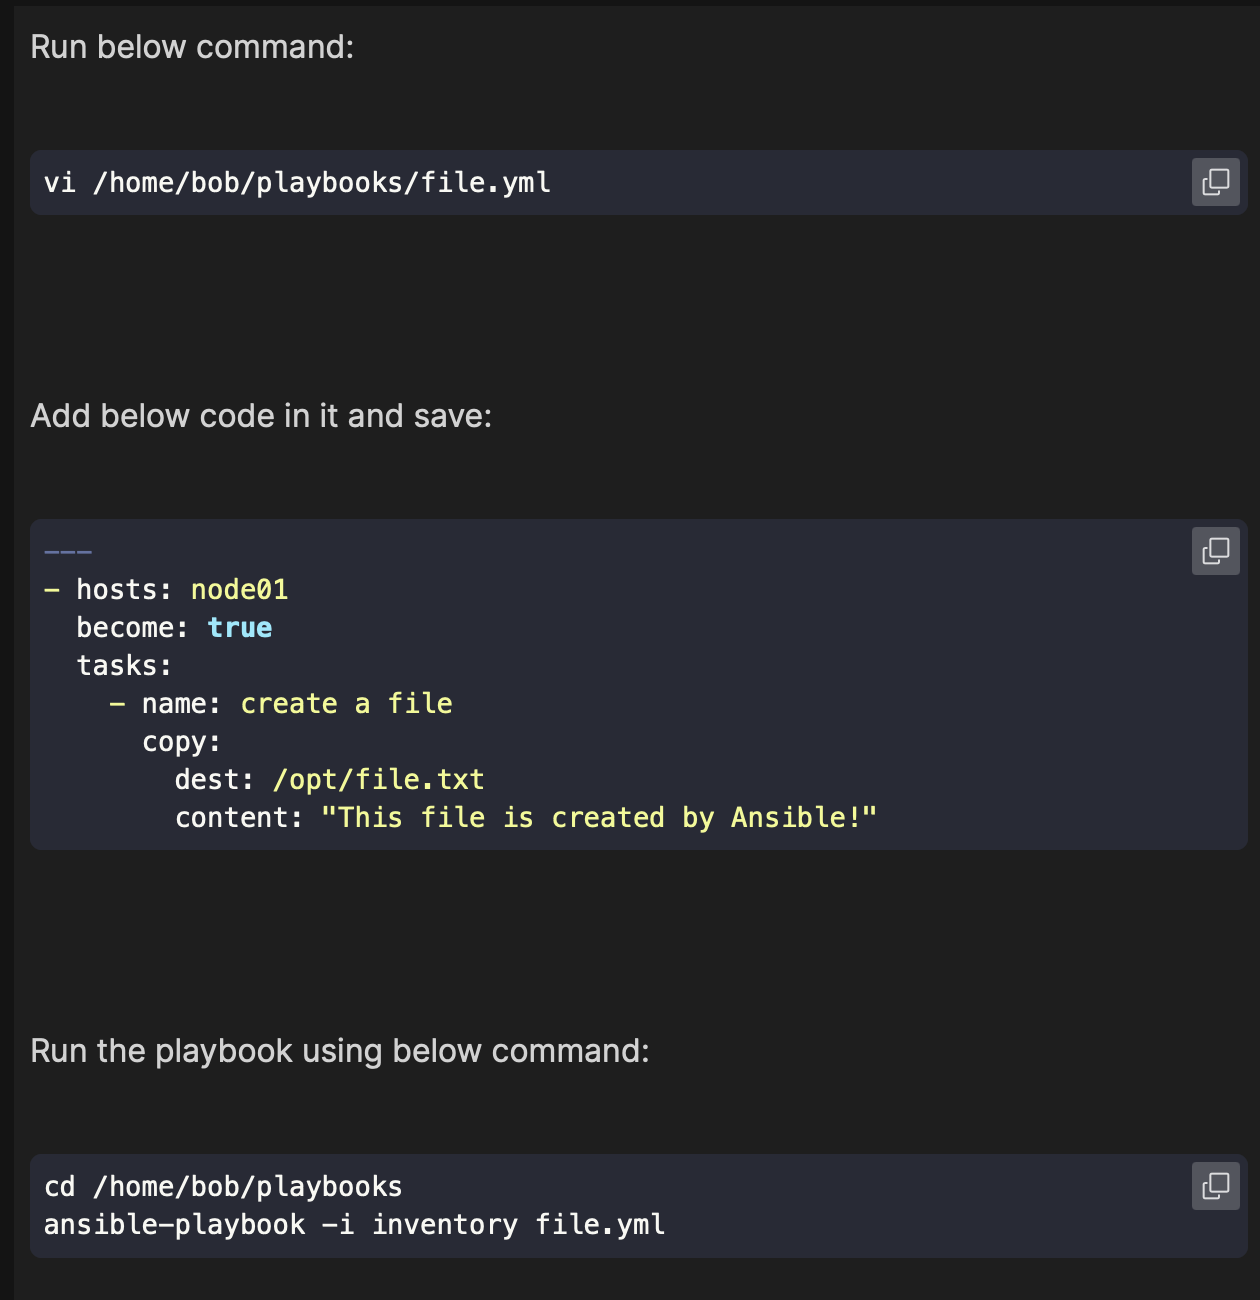 Run below command:
vi /home/bob/playbooks/file.yml
Add below code in it and save:
---
- hosts: node01
  become: true
  tasks:
    - name: create a file
      copy:
        dest: /opt/file.txt
        content: "This file is created by Ansible!"
Run the playbook using below command:
cd /home/bob/playbooks
ansible-playbook -i inventory file.yml